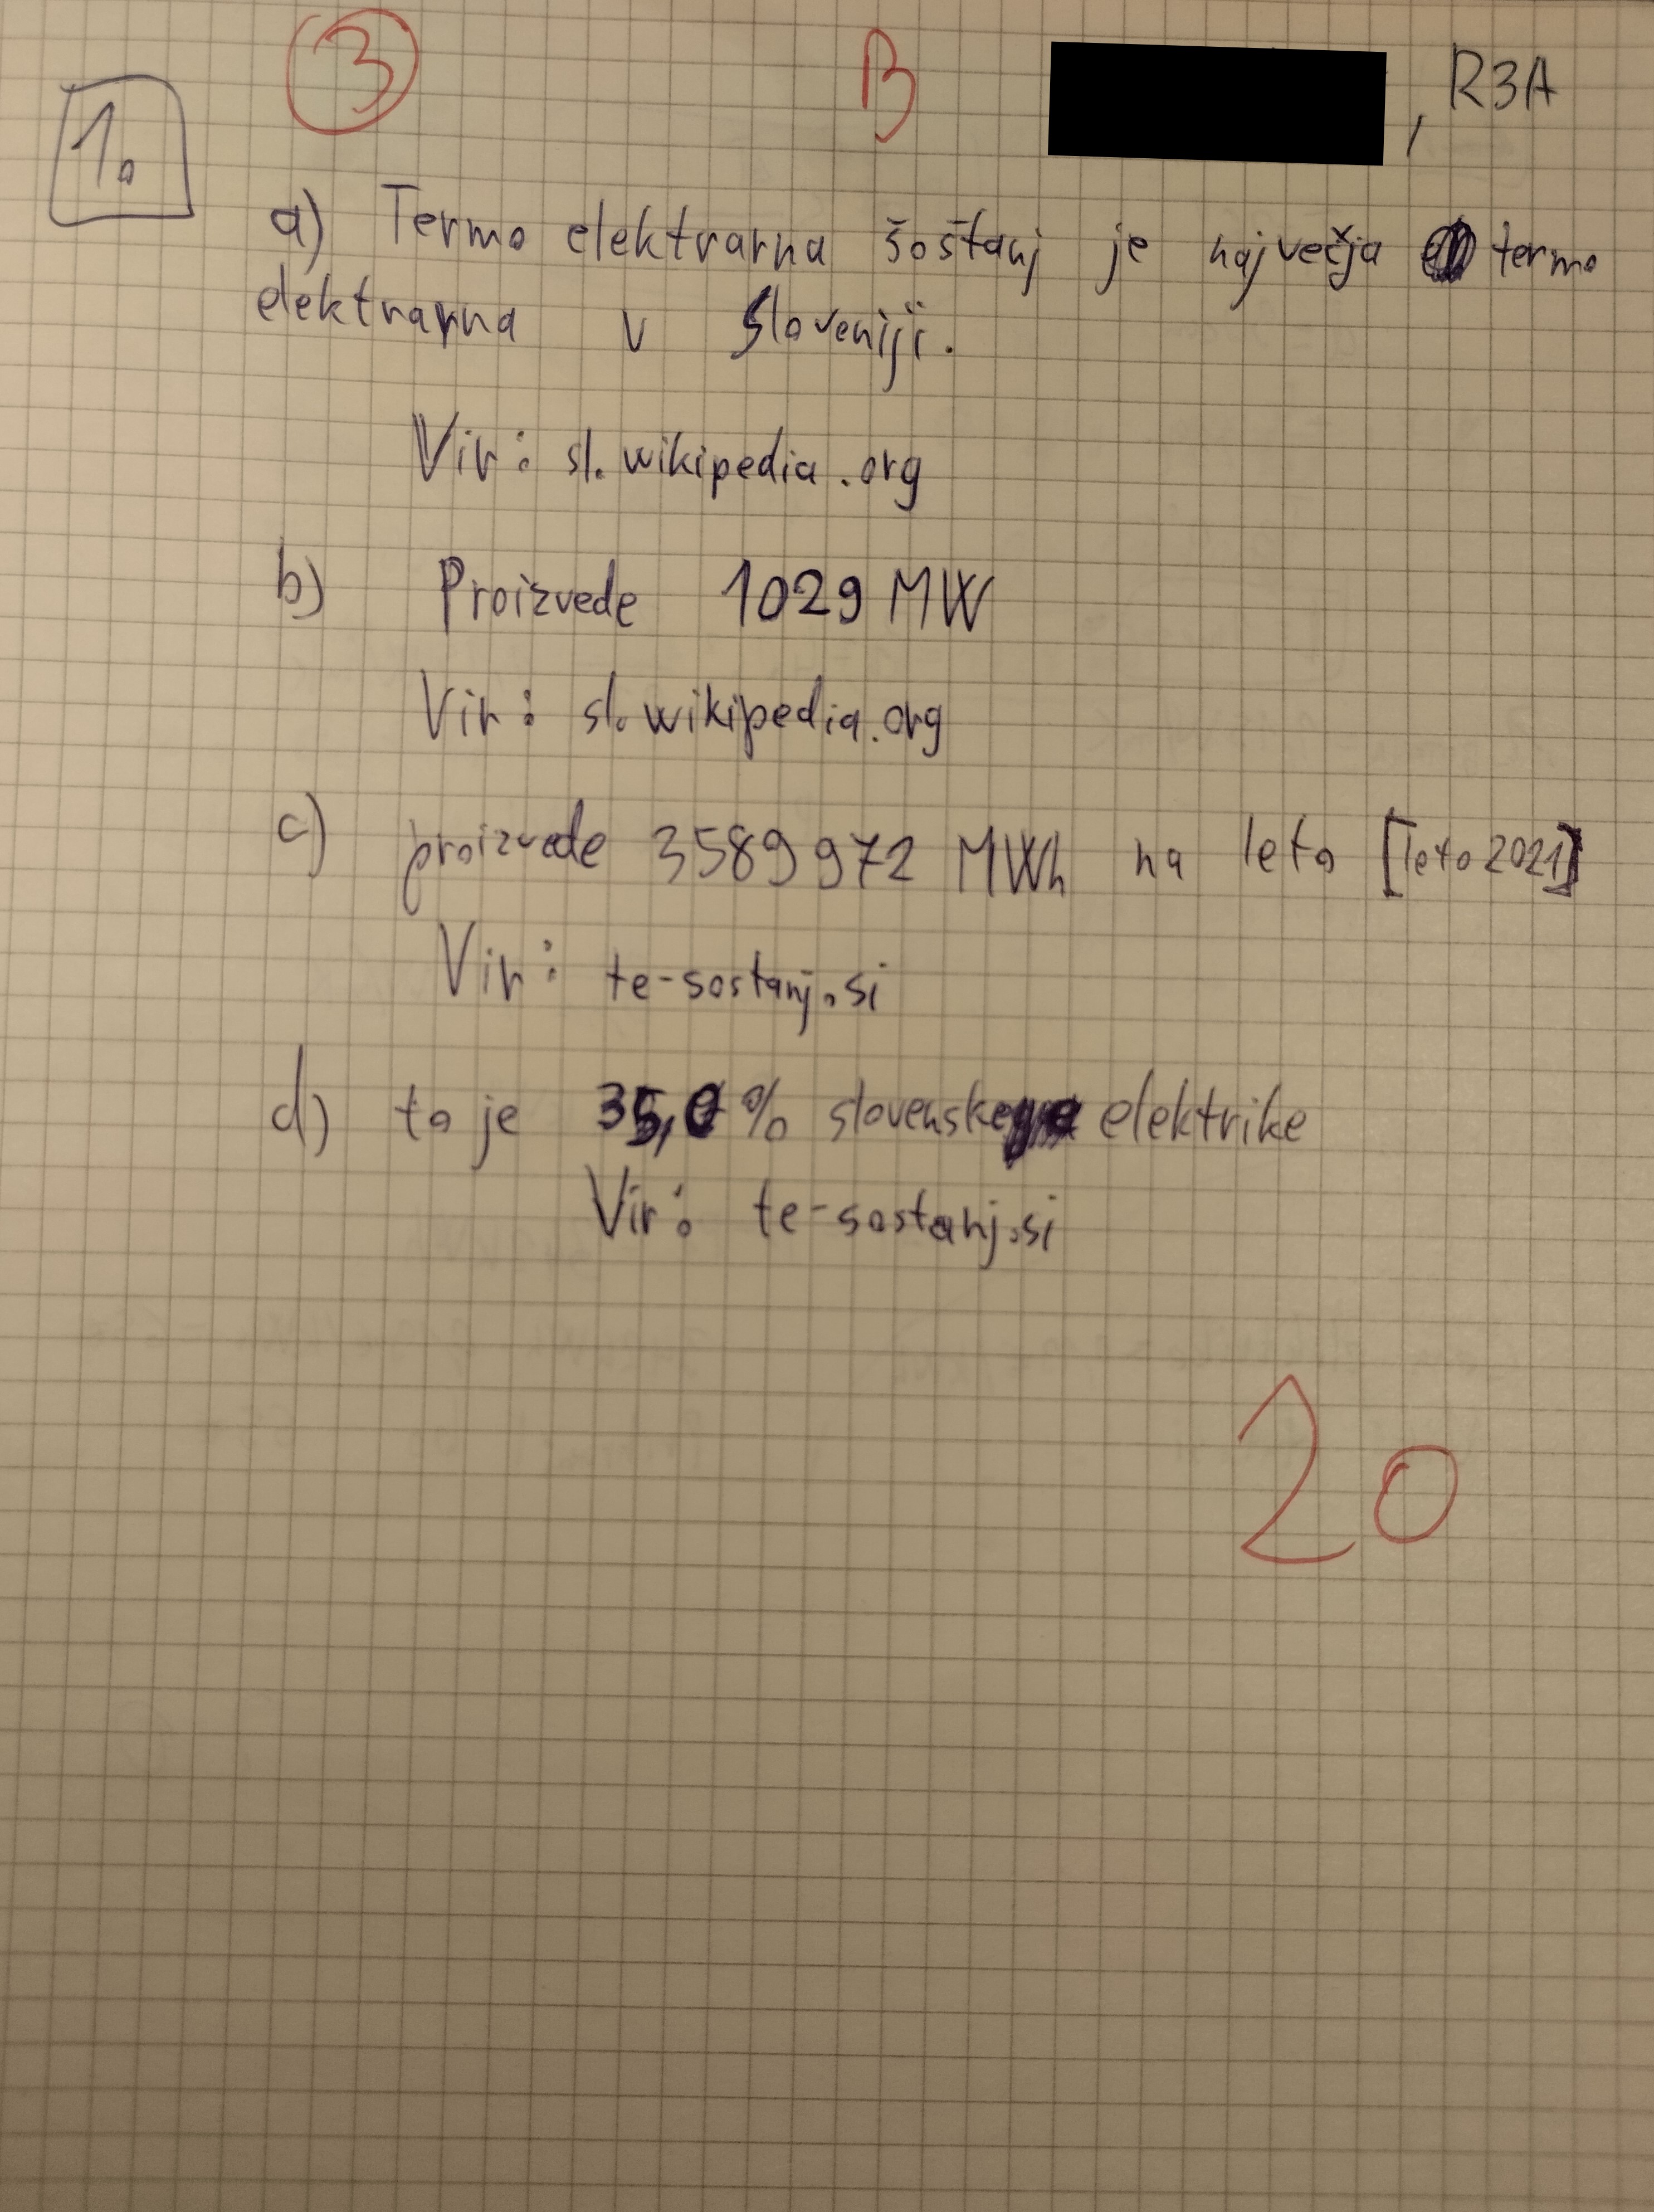 3 B , R3A
1.
a) Termo elektrarna šoštanj je največja termo
elektrarna v Sloveniji.
Vir: sl.wikipedia.org
b) Proizvede 1029 MW
Vir: sl.wikipedia.org
c) proizvede 3589972 MWh na leto [leto 2021]
Vir: te-sostanj.si
d) to je % slovenske elektrike
Vir: te-sostanj.si
20